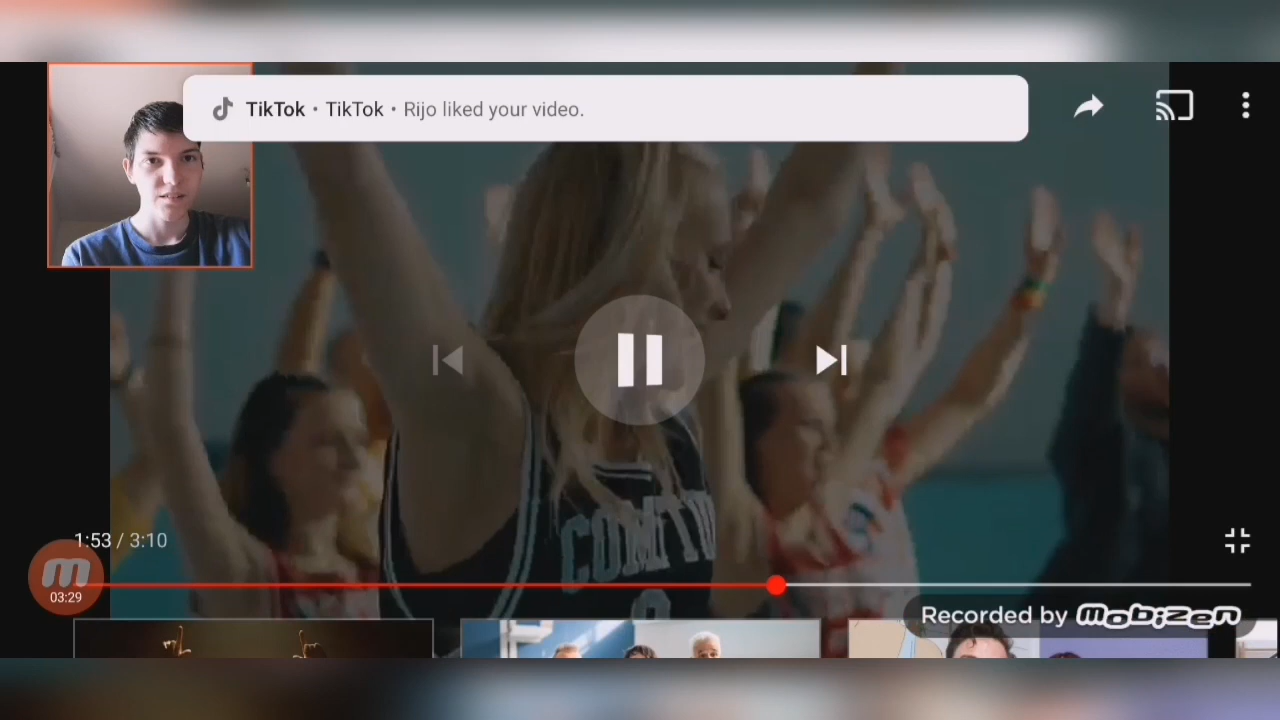 TikTok • TikTok • Rijo liked your video.
1:53 / 3:10
03:29
Recorded by mobizen